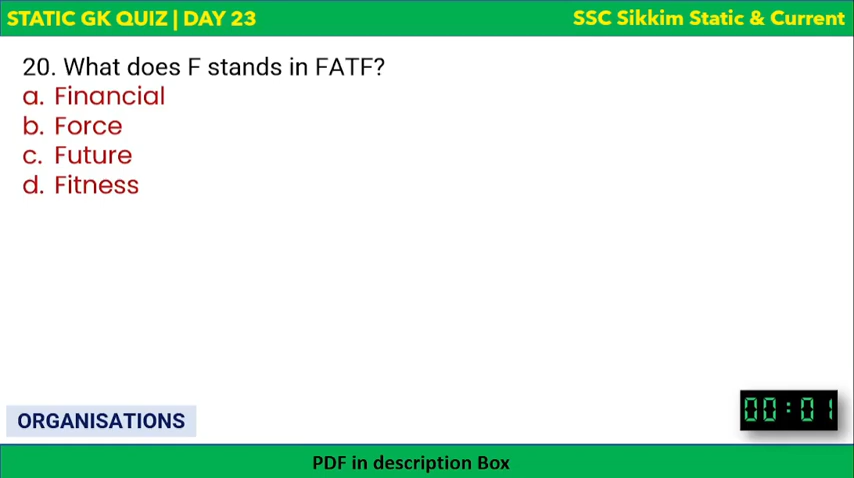 STATIC GK QUIZ | DAY 23
SSC Sikkim Static & Current
20. What does F stands in FATF?
a. Financial
b. Force
c. Future
d. Fitness
ORGANISATIONS
00:01
PDF in description Box